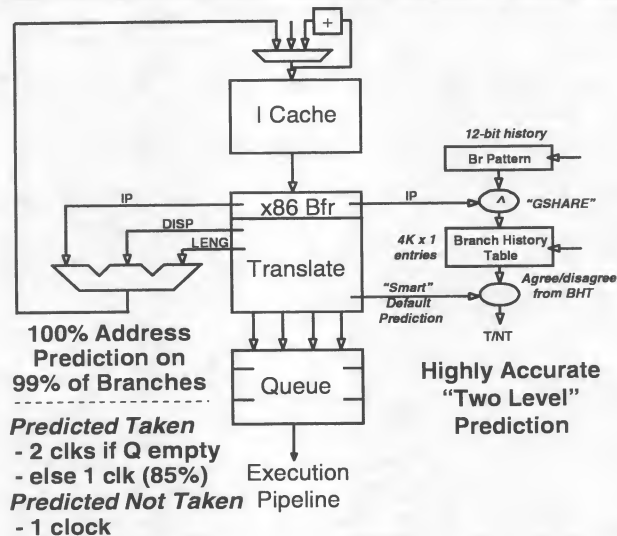 +
I Cache
12-bit history
Br Pattern
IP
x86 Bfr
IP
^
"GSHARE"
DISP
LENG
Translate
4K x 1
entries
Branch History
Table
"Smart"
Default
Prediction
Agree/disagree
from BHT
T/NT
100% Address
Prediction on
99% of Branches
Queue
Highly Accurate
"Two Level"
Prediction
Predicted Taken
- 2 clks if Q empty
- else 1 clk (85%)
Predicted Not Taken
- 1 clock
Execution
Pipeline